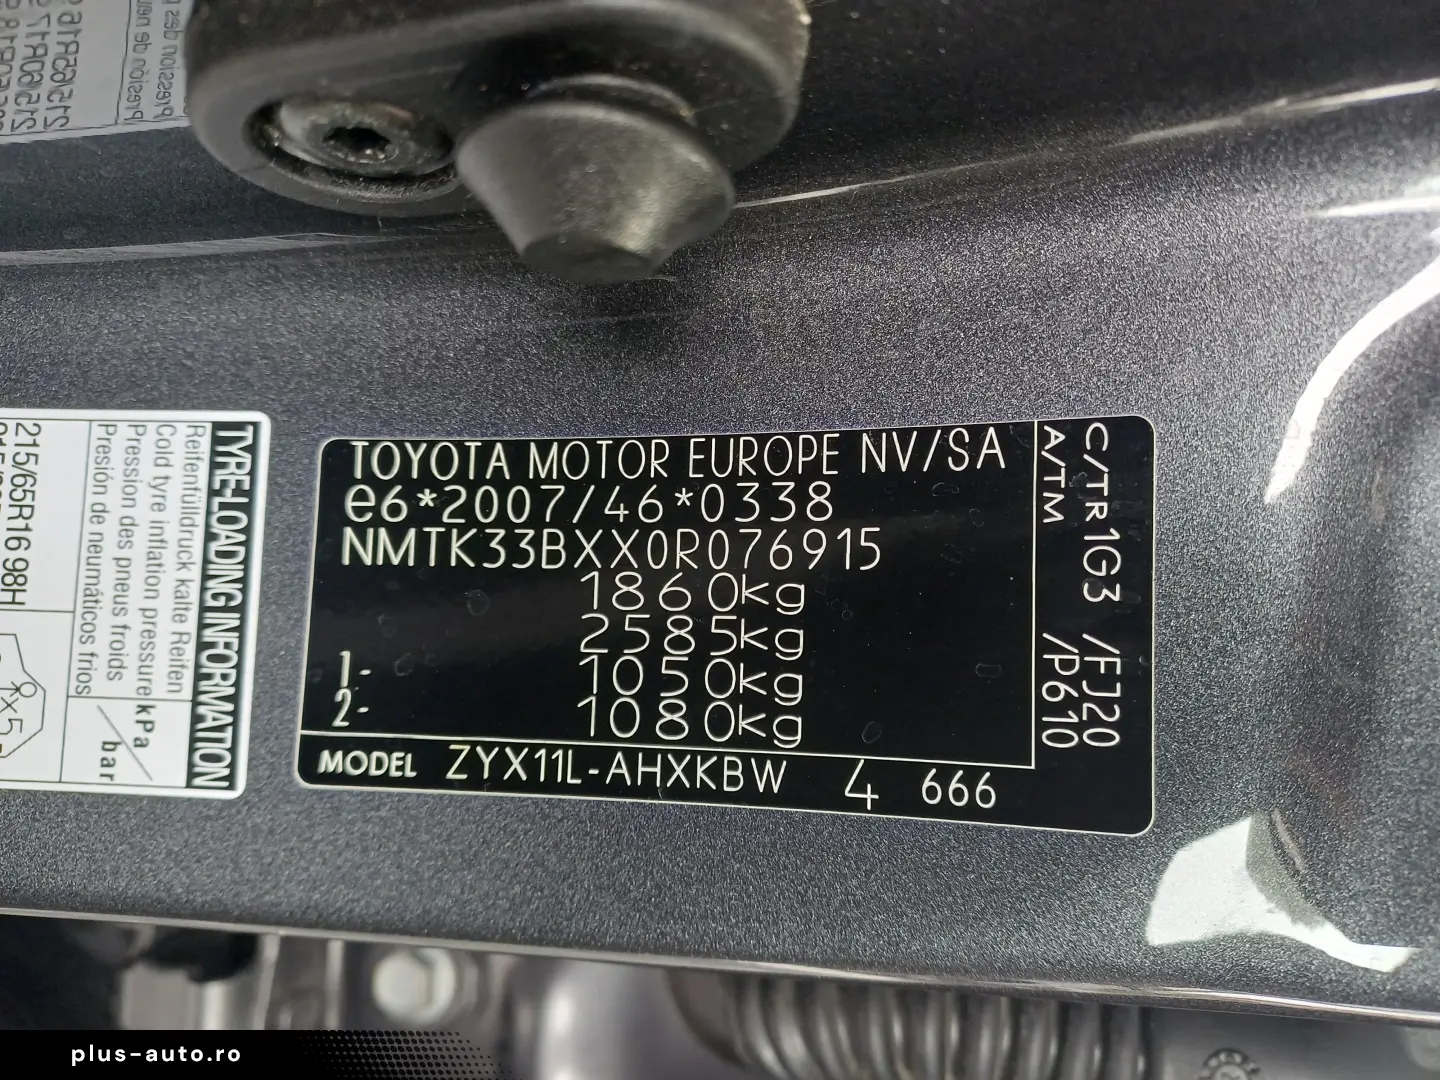 TOYOTA MOTOR EUROPE NV/SA
e6*2007/46*0338
NMTK33BXX0R076915
1860kg
2585kg
1- 1050kg
2- 1080kg
MODEL ZYX11L-AHXKBW 4 666
C/TR 1G3 /FJ20
A/TM /P610
TYRE-LOADING INFORMATION
Reifenfülldruck kalte Reifen
Cold tyre inflation pressure
Pression des pneus froids
Presión de neumáticos fríos
kPa
/bar
215/65R16 98H
x5
plus-auto.ro